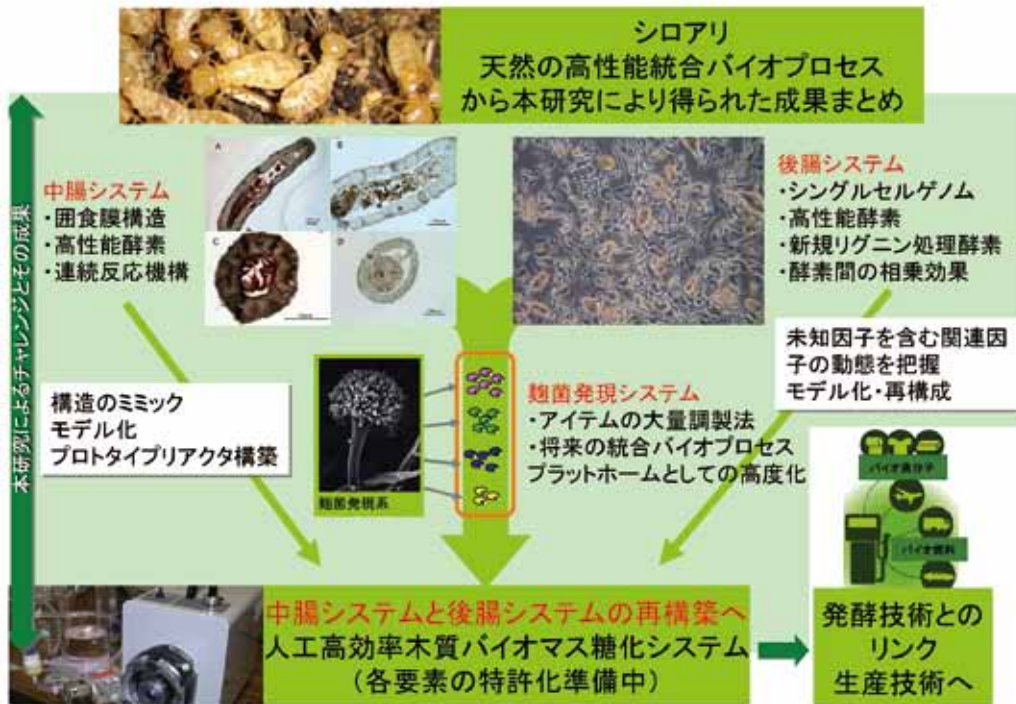 シロアリ
天然の高性能統合バイオプロセス
から本研究により得られた成果まとめ
本研究によるチャレンジとその成果
中腸システム
・囲食膜構造
・高性能酵素
・連続反応機構
A
B
C
D
後腸システム
・シングルセルゲノム
・高性能酵素
・新規リグニン処理酵素
・酵素間の相乗効果
構造のミミック
モデル化
プロトタイプリアクタ構築
麹菌発現系
麹菌発現システム
・アイテムの大量調製法
・将来の統合バイオプロセス
プラットホームとしての高度化
未知因子を含む関連因
子の動態を把握
モデル化・再構成
バイオ高分子
バイオ燃料
中腸システムと後腸システムの再構築へ
人工高効率木質バイオマス糖化システム
（各要素の特許化準備中）
発酵技術との
リンク
生産技術へ